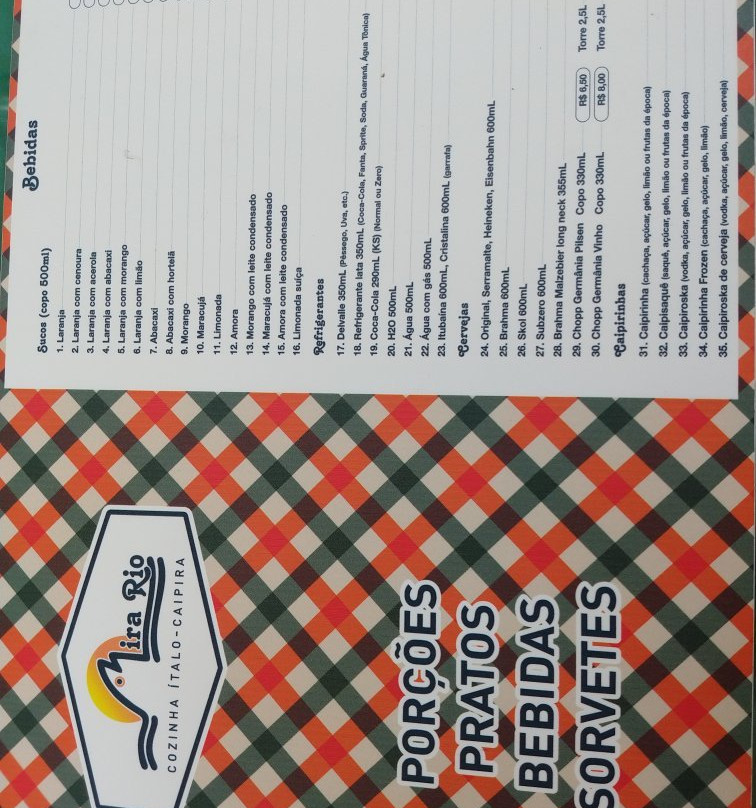 Mira Rio
COZINHA ÍTALO-CAIPIRA
PORÇÕES
PRATOS
BEBIDAS
SORVETES
Bebidas
Sucos (copo 500ml)
1. Laranja
2. Laranja com cenoura
3. Laranja com acerola
4. Laranja com abacaxi
5. Laranja com morango
6. Laranja com limão
7. Abacaxi
8. Abacaxi com hortelã
9. Morango
10. Maracujá
11. Limonada
12. Amora
13. Morango com leite condensado
14. Maracujá com leite condensado
15. Amora com leite condensado
16. Limonada suíça
Refrigerantes
17. Delvalle 350mL (Pêssego, Uva, etc.)
18. Refrigerante lata 350mL (Coca-Cola, Fanta, Sprite, Soda, Guaraná, Água Tônica)
19. Coca-Cola 290mL (KS) (Normal ou Zero)
20. H2O 500mL
21. Água 500mL
22. Água com gás 500mL
23. Itubaína 600mL, Cristalina 600mL (garrafa)
Cervejas
24. Original, Serramalte, Heineken, Eisenbahn 600mL
25. Brahma 600mL
26. Skol 600mL
27. Subzero 600mL
28. Brahma Malzebier long neck 355mL
29. Chopp Germânia Pilsen Copo 330mL R$ 6,50 Torre 2,5L
30. Chopp Germânia Vinho Copo 330mL R$ 8,00 Torre 2,5L
Caipirinhas
31. Caipirinha (cachaça, açúcar, gelo, limão ou frutas da época)
32. Caipisaquê (saquê, açúcar, gelo, limão ou frutas da época)
33. Caipiroska (vodka, açúcar, gelo, limão ou frutas da época)
34. Caipirinha Frozen (cachaça, açúcar, gelo, limão)
35. Caipiroska de cerveja (vodka, açúcar, gelo, limão, cerveja)